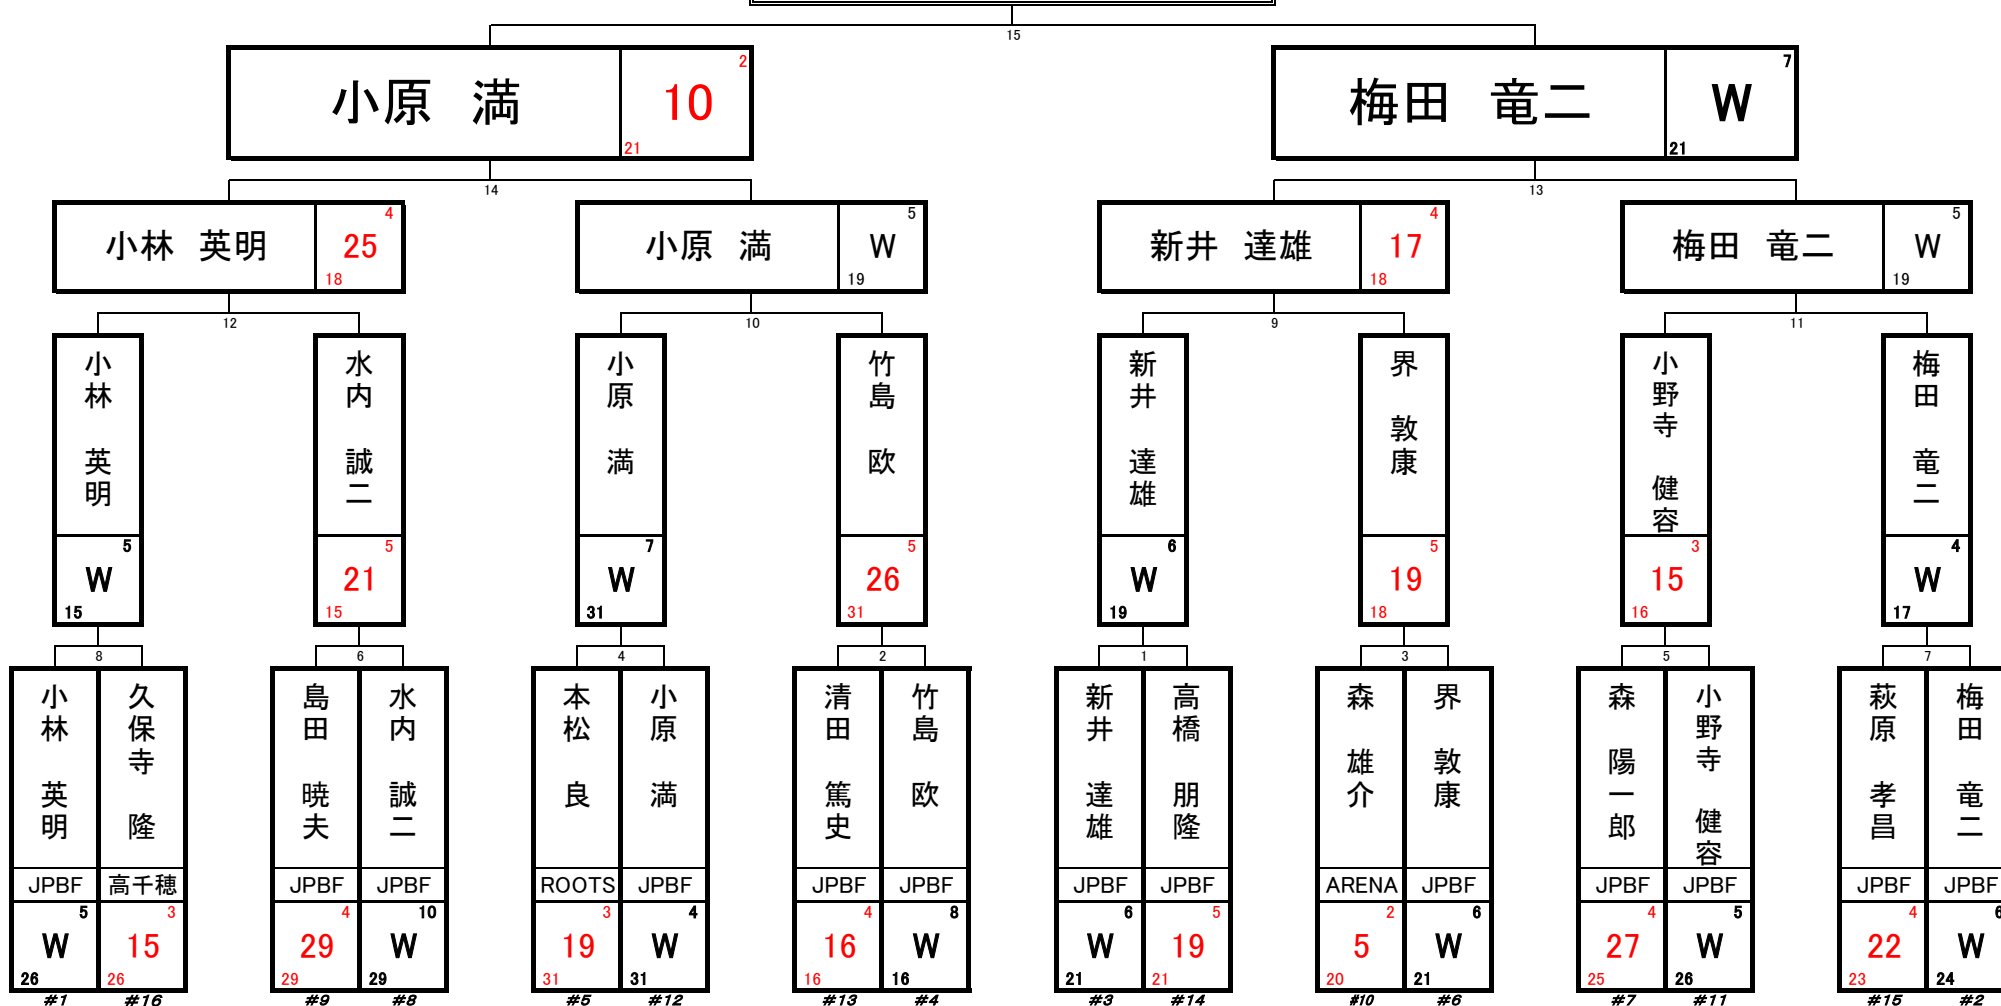 15
小原 満 10 2 21
梅田 竜二 W 7 21
14
13
小林 英明 25 4 18
小原 満 W 5 19
新井 達雄 17 4 18
梅田 竜二 W 5 19
12
10
9
11
小林 英明 W 5 15
水内 誠二 21 5 15
小原 満 W 7 31
竹島 欧 26 5 31
新井 達雄 W 6 19
界 敦康 19 5 18
小野寺 健容 15 3 16
梅田 竜二 W 4 17
8
6
4
2
1
3
5
7
小林 英明 JPBF W 5 26 #1
久保寺 隆 高千穂 15 3 26 #16
島田 暁夫 JPBF 29 4 29 #9
水内 誠二 JPBF W 10 29 #8
本松 良 ROOTS 19 3 31 #5
小原 満 JPBF W 4 31 #12
清田 篤史 JPBF 16 4 16 #13
竹島 欧 JPBF W 8 16 #4
新井 達雄 JPBF W 6 21 #3
高橋 朋隆 JPBF 19 5 21 #14
森 雄介 ARENA 5 2 20 #10
界 敦康 JPBF W 6 21 #6
森 陽一郎 JPBF 27 4 25 #7
小野寺 健容 JPBF W 5 26 #11
萩原 孝昌 JPBF 22 4 23 #15
梅田 竜二 JPBF W 6 24 #2